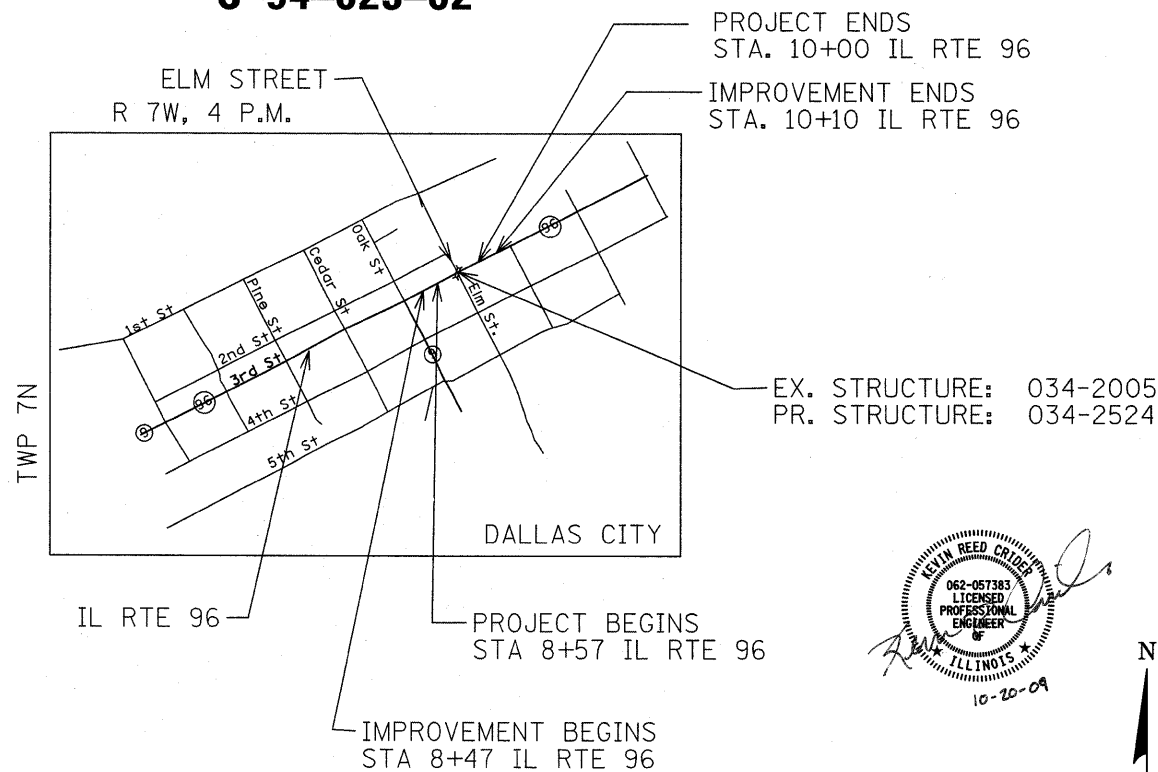 PROJECT ENDS
STA. 10+00 IL RTE 96
ELM STREET
R 7W, 4 P.M.
IMPROVEMENT ENDS
STA. 10+10 IL RTE 96
96
Oak St
Cedar St
Pine St
Elm St.
1st St
2nd St
3rd St
96
4th St
5th St
TWP 7N
EX. STRUCTURE: 034-2005
PR. STRUCTURE: 034-2524
DALLAS CITY
KEVIN REED CRIDER
062-057383
LICENSED
PROFESSIONAL
ENGINEER
OF
ILLINOIS
10-20-09
IL RTE 96
PROJECT BEGINS
STA 8+57 IL RTE 96
N
IMPROVEMENT BEGINS
STA 8+47 IL RTE 96